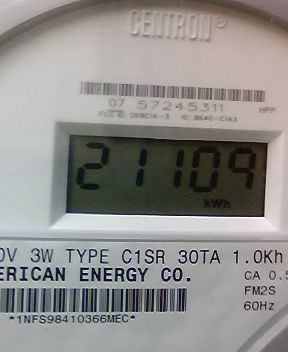 CENTRON®
07 57245311 HPP
21109
kWh
0V 3W TYPE C1SR 30TA 1.0Kh
ERICAN ENERGY CO.
CA 0.5
FM2S
60Hz
*1NFS98410366MEC*